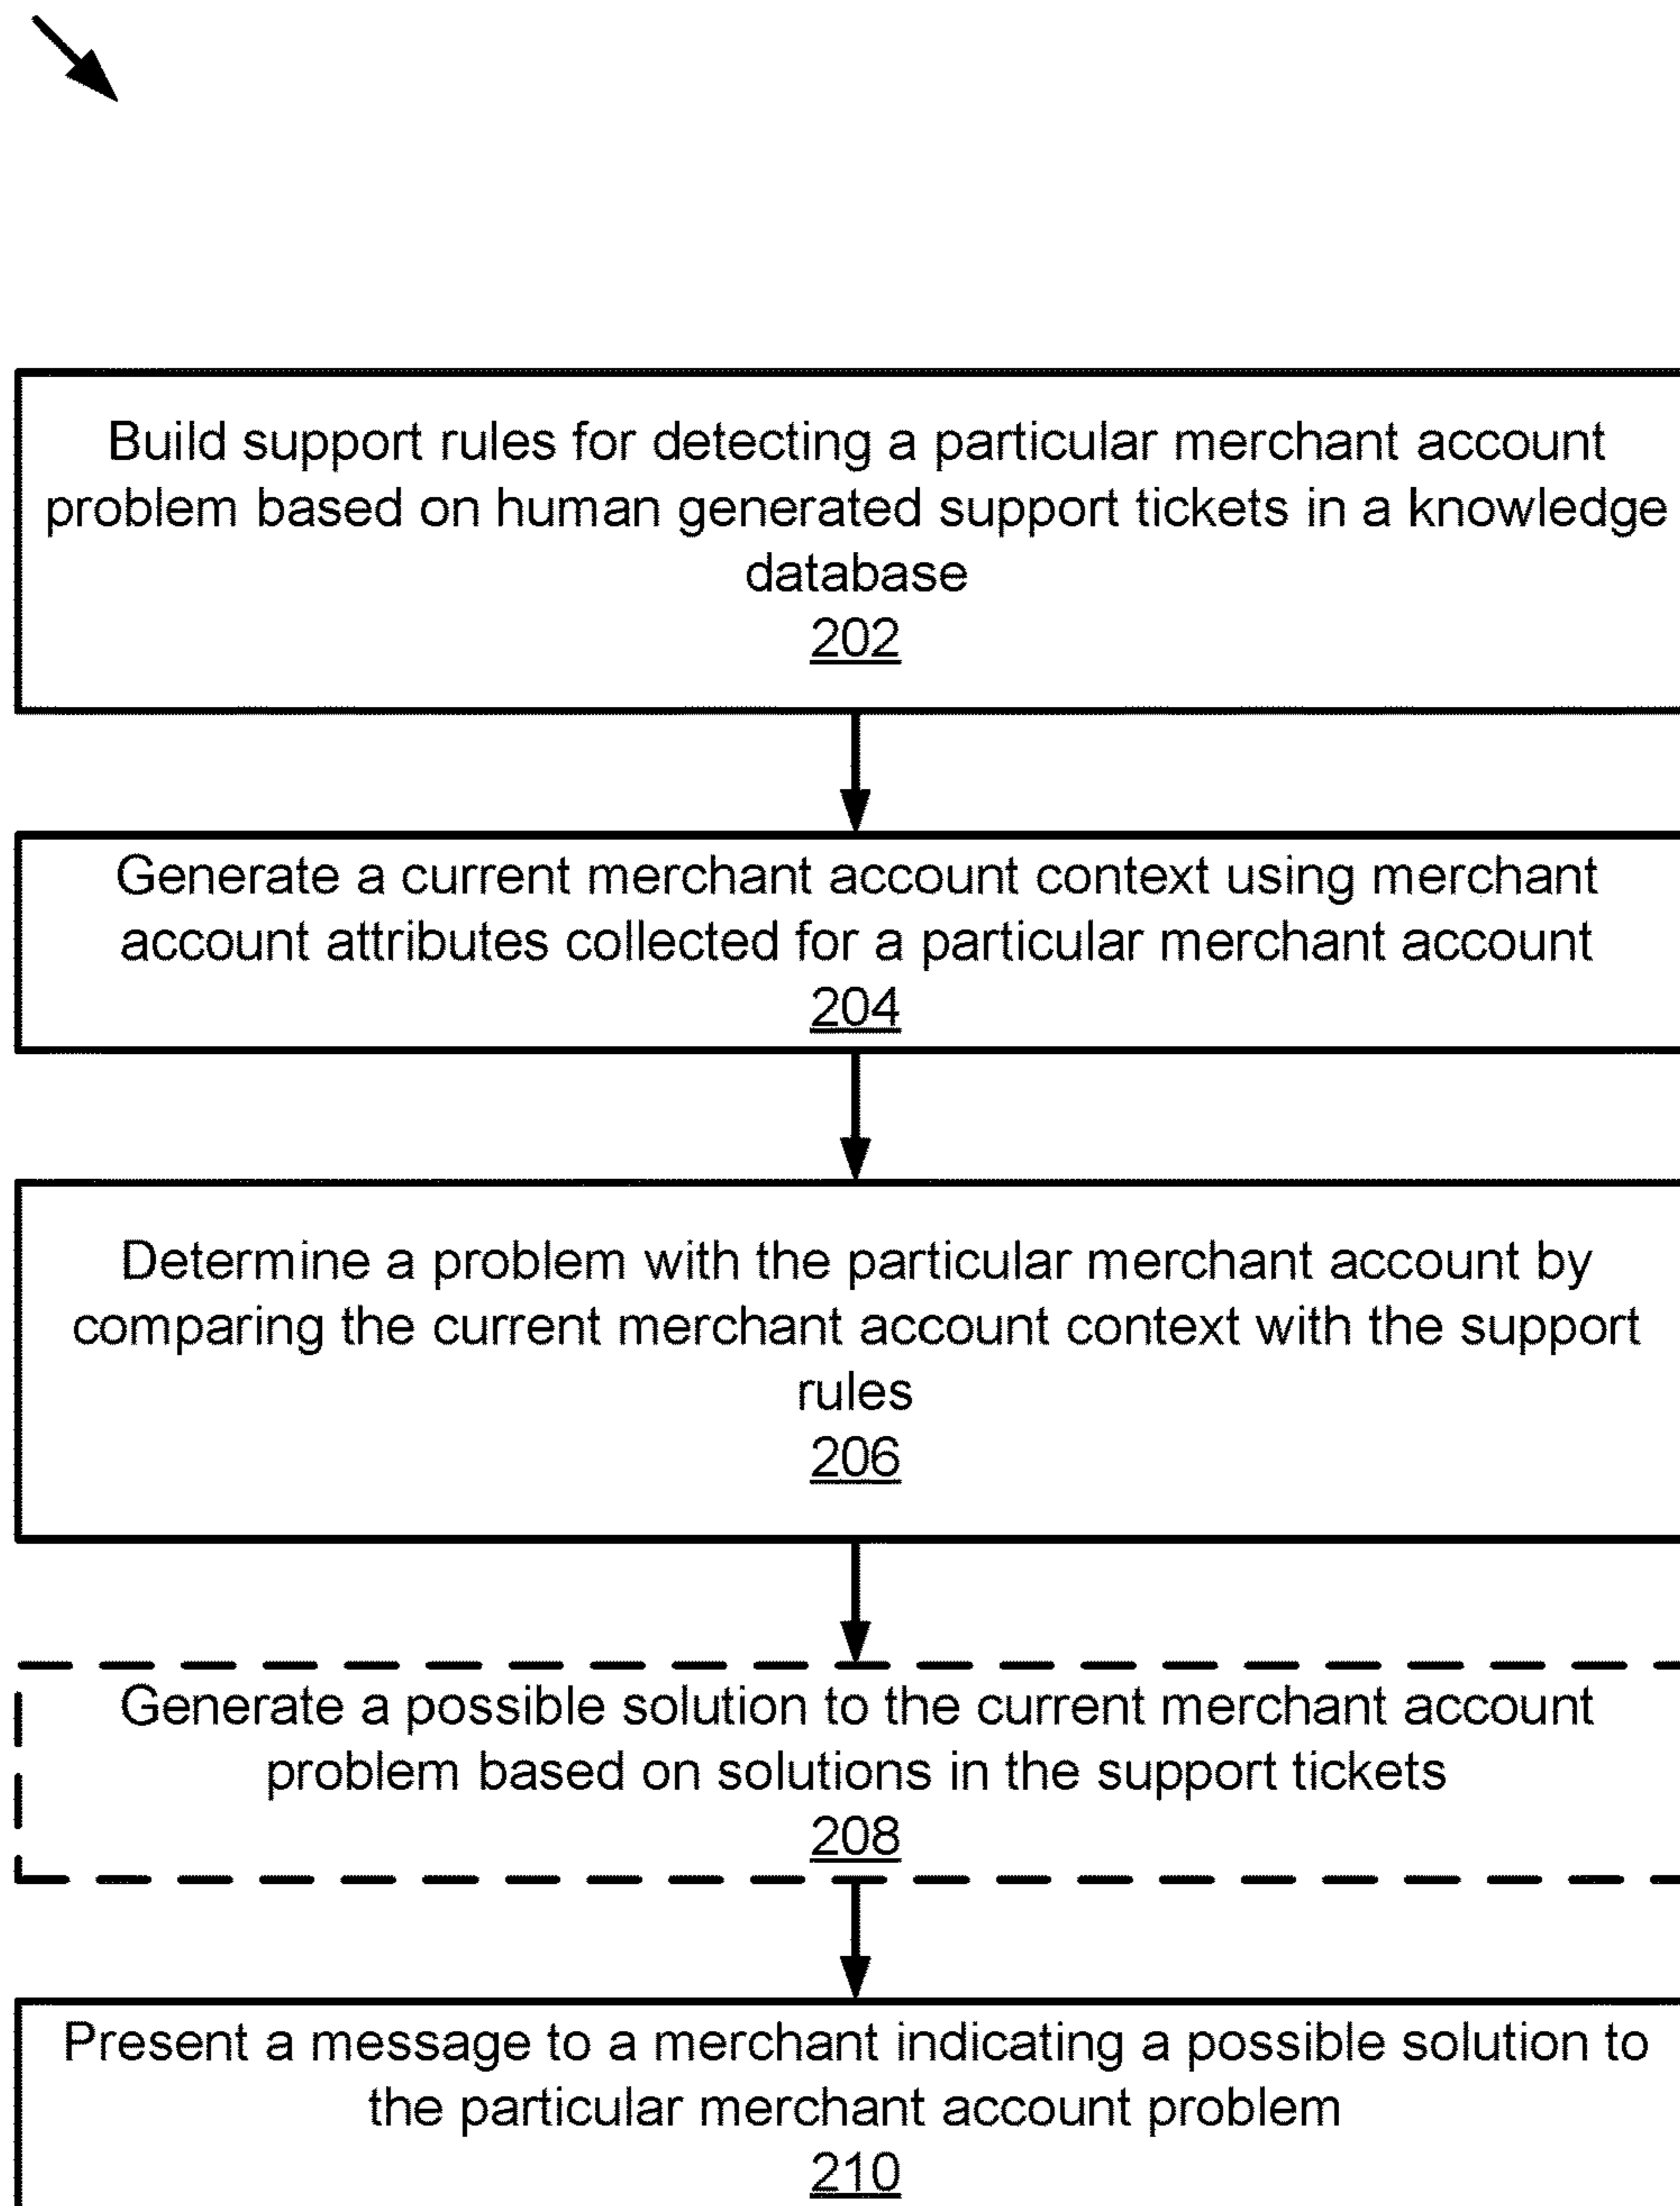 Build support rules for detecting a particular merchant account
problem based on human generated support tickets in a knowledge
database
202
Generate a current merchant account context using merchant
account attributes collected for a particular merchant account
204
Determine a problem with the particular merchant account by
comparing the current merchant account context with the support
rules
206
Generate a possible solution to the current merchant account
problem based on solutions in the support tickets
208
Present a message to a merchant indicating a possible solution to
the particular merchant account problem
210